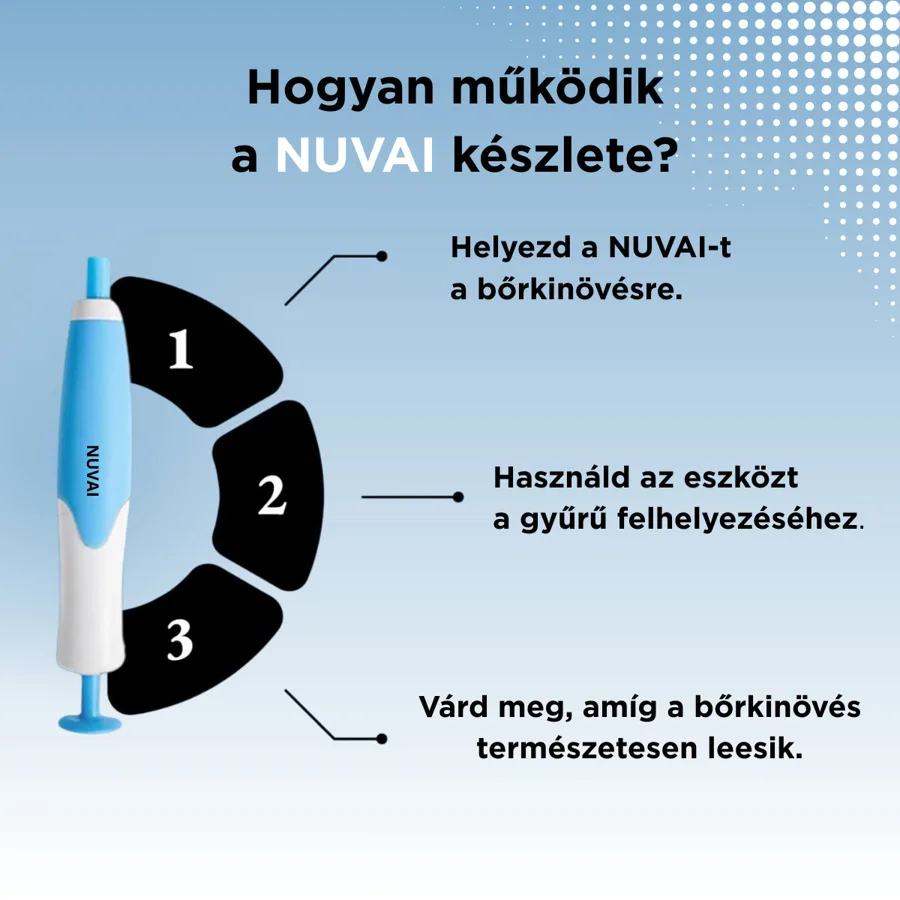 Hogyan működik
a NUVAI készlete?
1
Helyezd a NUVAI-t
a bőrkinövésre.
NUVAI
2
Használd az eszközt
a gyűrű felhelyezéséhez.
3
Várd meg, amíg a bőrkinövés
természetesen leesik.